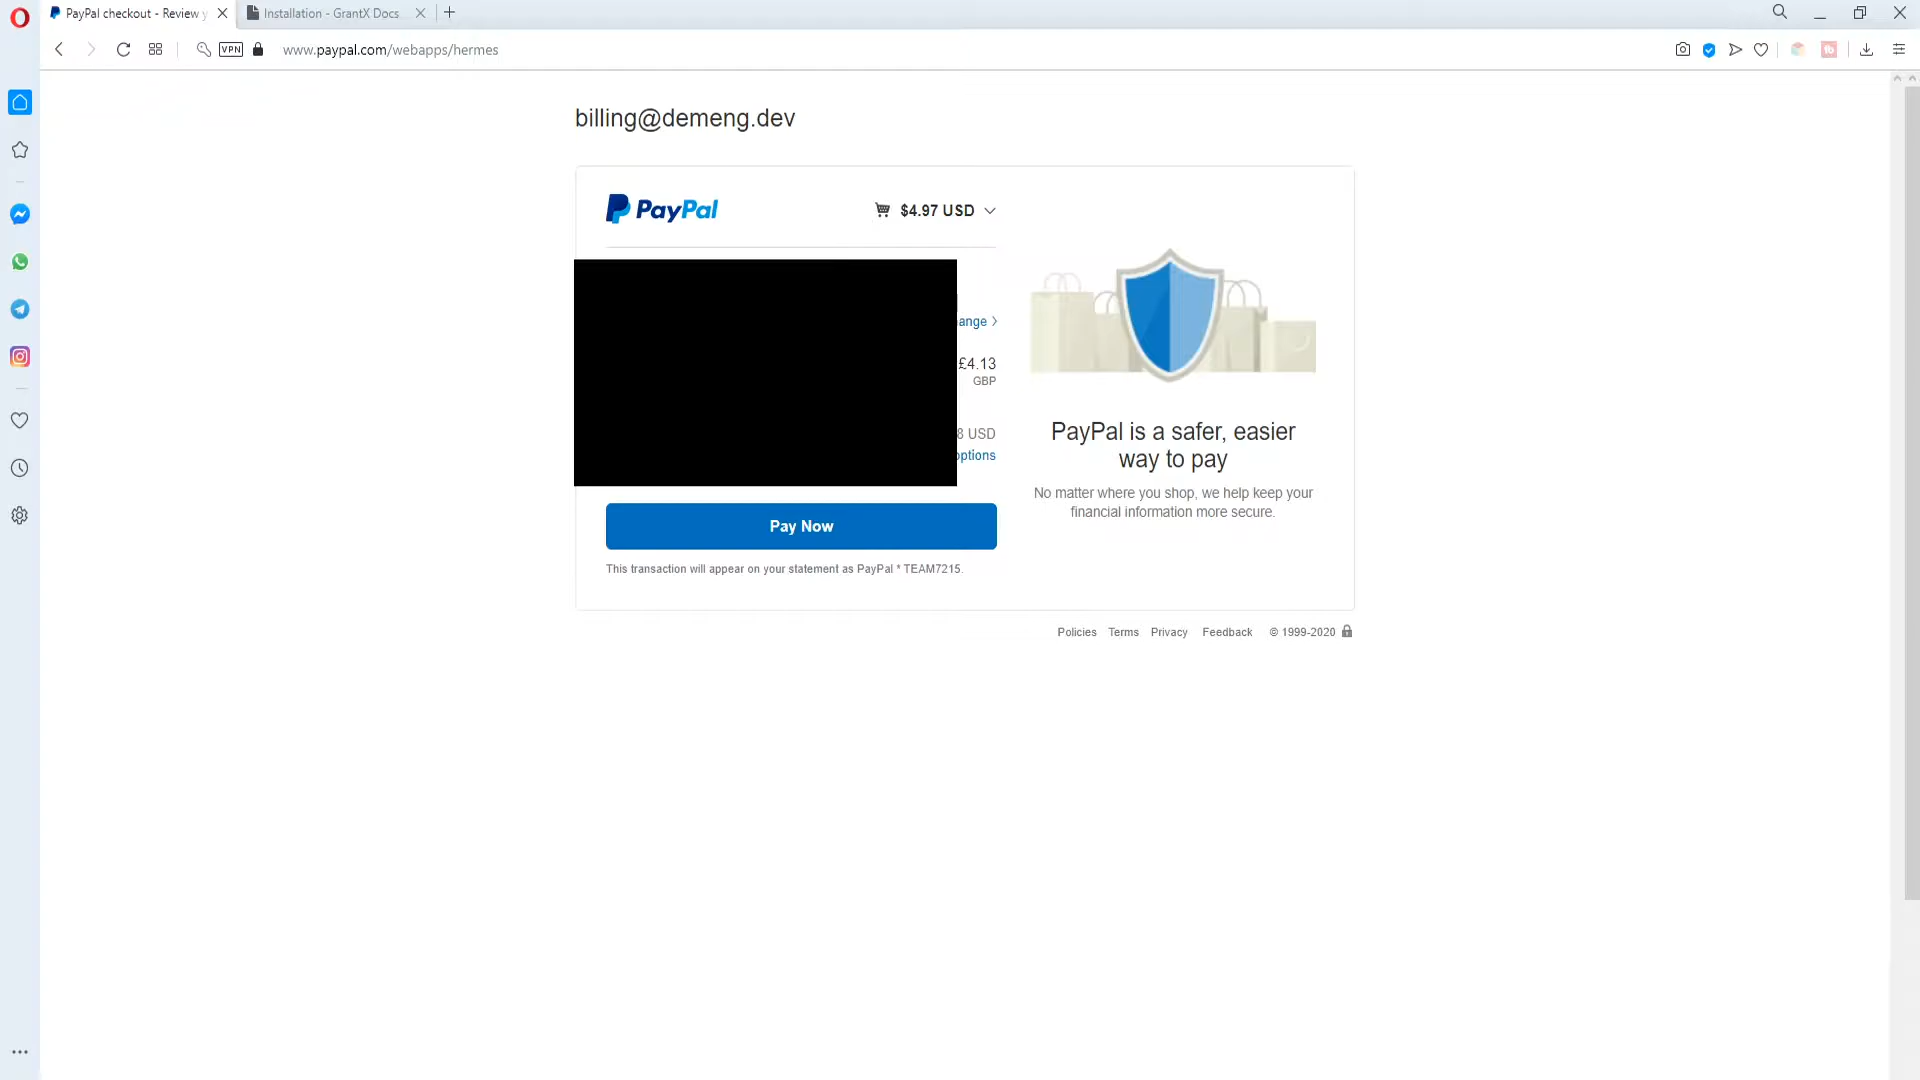 PayPal checkout - Review
Installation - GrantX Docs
VPN
www.paypal.com/webapps/hermes
billing@demeng.dev
PayPal
$4.97 USD
ange >
£4.13
GBP
8 USD
options
Pay Now
This transaction will appear on your statement as PayPal * TEAM7215.
PayPal is a safer, easier
way to pay
No matter where you shop, we help keep your
financial information more secure.
Policies Terms Privacy Feedback © 1999-2020